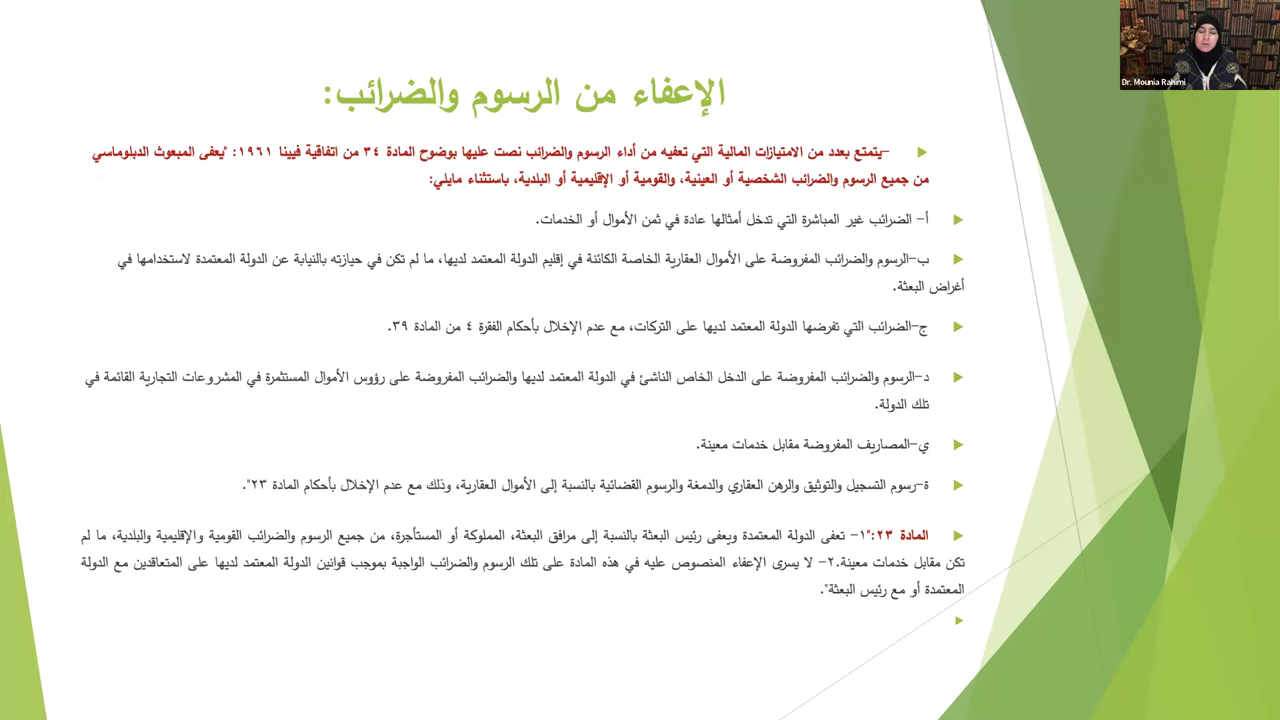 الإعفاء من الرسوم والضرائب:
–يتمتع بعدد من الامتيازات المالية التي تعفيه من أداء الرسوم والضرائب نصت عليها بوضوح المادة ٣٤ من اتفاقية فيينا ١٩٦١: "يعفى المبعوث الدبلوماسي
من جميع الرسوم والضرائب الشخصية أو العينية، والقومية أو الإقليمية أو البلدية، باستثناء مايلي:
أ– الضرائب غير المباشرة التي تدخل أمثالها عادة في ثمن الأموال أو الخدمات.
ب–الرسوم والضرائب المفروضة على الأموال العقارية الخاصة الكائنة في إقليم الدولة المعتمد لديها، ما لم تكن في حيازته بالنيابة عن الدولة المعتمدة لاستخدامها في
أغراض البعثة.
ج–الضرائب التي تفرضها الدولة المعتمد لديها على التركات، مع عدم الإخلال بأحكام الفقرة ٤ من المادة ٣٩.
د–الرسوم والضرائب المفروضة على الدخل الخاص الناشئ في الدولة المعتمد لديها والضرائب المفروضة على رؤوس الأموال المستثمرة في المشروعات التجارية القائمة في
تلك الدولة.
ي–المصاريف المفروضة مقابل خدمات معينة.
ة–رسوم التسجيل والتوثيق والرهن العقاري والدمغة والرسوم القضائية بالنسبة إلى الأموال العقارية، وذلك مع عدم الإخلال بأحكام المادة ٢٣".
المادة ٢٣:"١– تعفى الدولة المعتمدة ويعفى رئيس البعثة بالنسبة إلى مرافق البعثة، المملوكة أو المستأجرة، من جميع الرسوم والضرائب القومية والإقليمية والبلدية، ما لم
تكن مقابل خدمات معينة.٢– لا يسرى الإعفاء المنصوص عليه في هذه المادة على تلك الرسوم والضرائب الواجبة بموجب قوانين الدولة المعتمد لديها على المتعاقدين مع الدولة
المعتمدة أو مع رئيس البعثة".
Dr. Mounia Rahimi